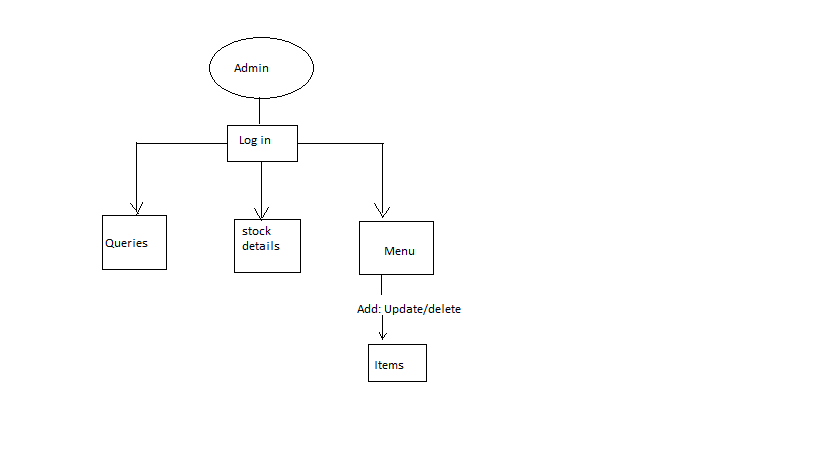 Admin
Log in
Queries
stock
details
Menu
Add: Update/delete
Items